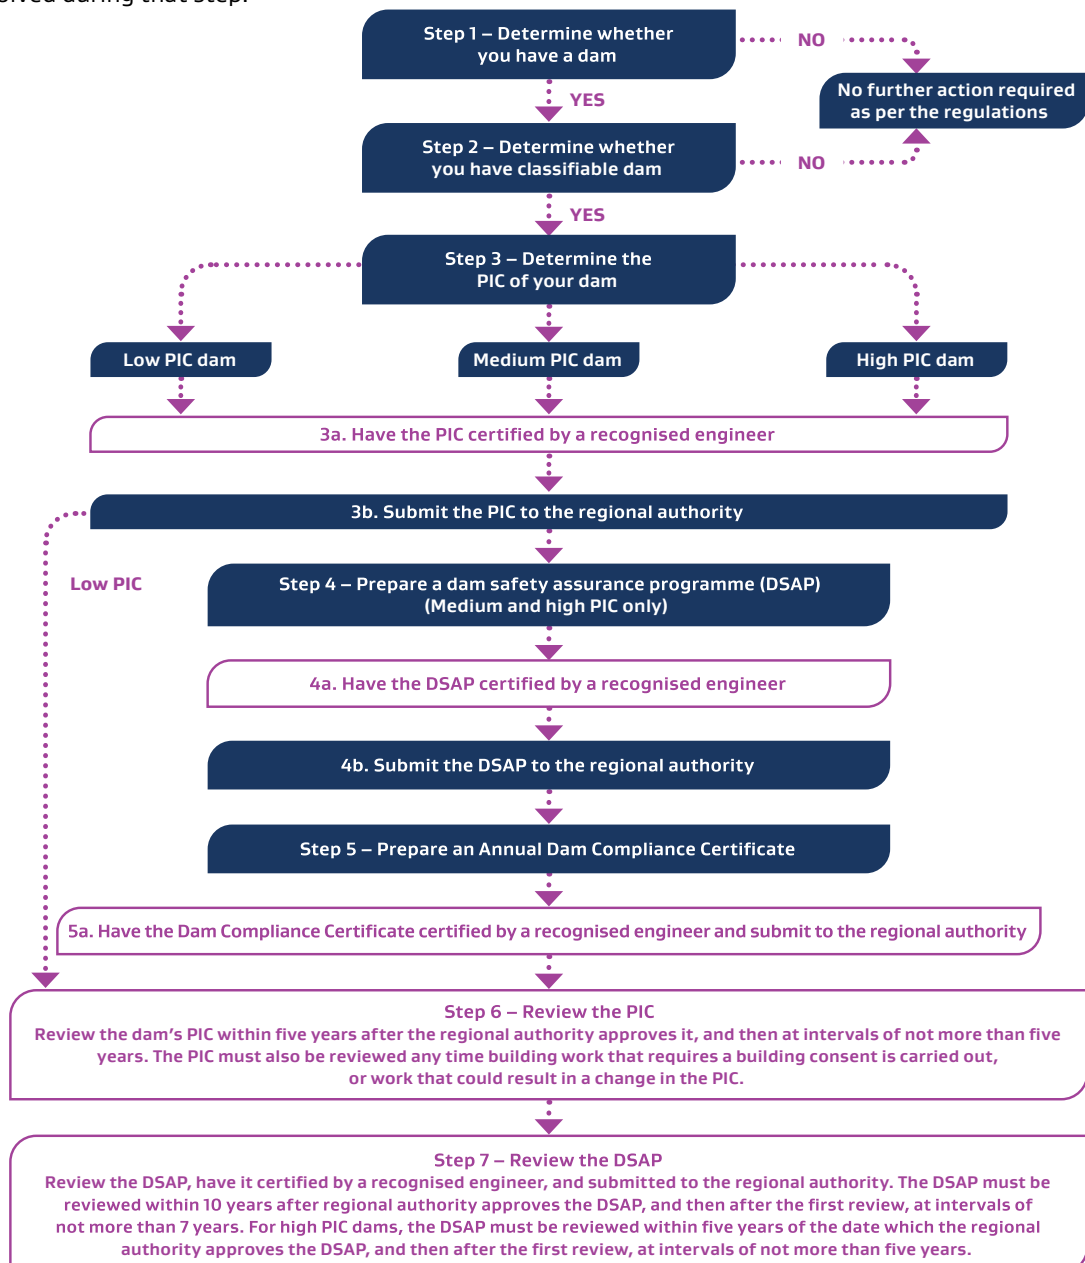 olved during that step.
Step 1 – Determine whether
you have a dam
NO
No further action required
as per the regulations
YES
Step 2 – Determine whether
you have classifiable dam
NO
YES
Step 3 – Determine the
PIC of your dam
Low PIC dam
Medium PIC dam
High PIC dam
3a. Have the PIC certified by a recognised engineer
3b. Submit the PIC to the regional authority
Low PIC
Step 4 – Prepare a dam safety assurance programme (DSAP)
(Medium and high PIC only)
4a. Have the DSAP certified by a recognised engineer
4b. Submit the DSAP to the regional authority
Step 5 – Prepare an Annual Dam Compliance Certificate
5a. Have the Dam Compliance Certificate certified by a recognised engineer and submit to the regional authority
Step 6 – Review the PIC
Review the dam's PIC within five years after the regional authority approves it, and then at intervals of not more than five
years. The PIC must also be reviewed any time building work that requires a building consent is carried out,
or work that could result in a change in the PIC.
Step 7 – Review the DSAP
Review the DSAP, have it certified by a recognised engineer, and submitted to the regional authority. The DSAP must be
reviewed within 10 years after regional authority approves the DSAP, and then after the first review, at intervals of
not more than 7 years. For high PIC dams, the DSAP must be reviewed within five years of the date which the regional
authority approves the DSAP, and then after the first review, at intervals of not more than five years.